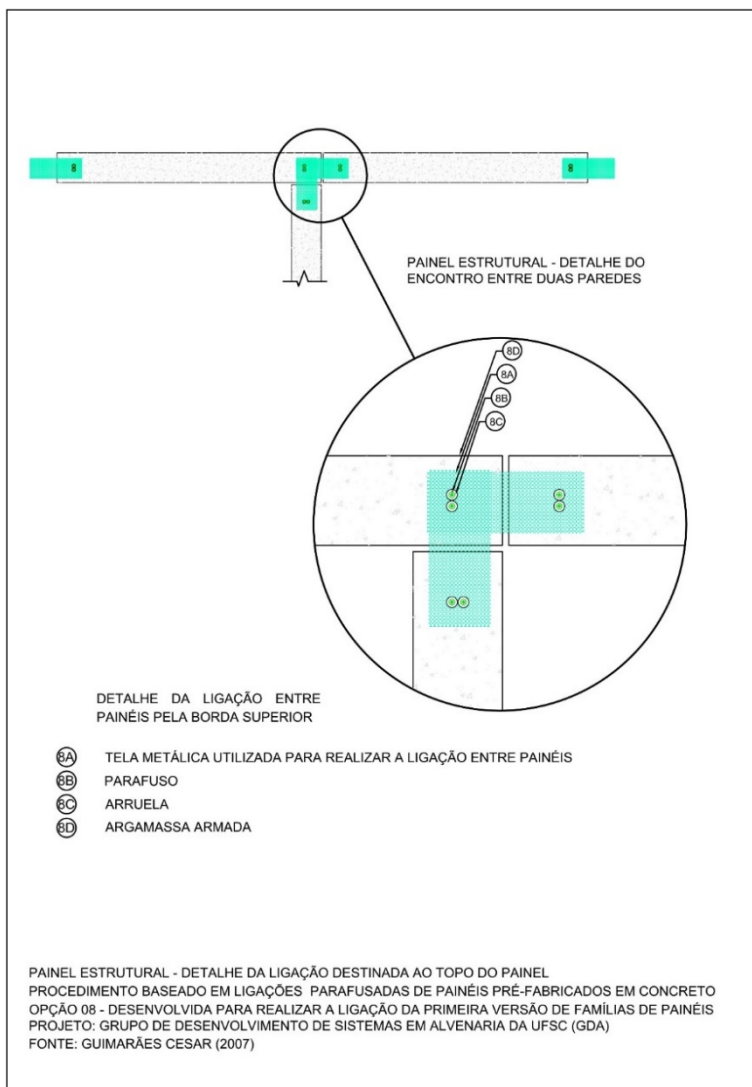 PAINEL ESTRUTURAL - DETALHE DO
ENCONTRO ENTRE DUAS PAREDES
8D
8A
8B
8C
DETALHE DA LIGAÇÃO ENTRE
PAINÉIS PELA BORDA SUPERIOR
8A TELA METÁLICA UTILIZADA PARA REALIZAR A LIGAÇÃO ENTRE PAINÉIS
8B PARAFUSO
8C ARRUELA
8D ARGAMASSA ARMADA
PAINEL ESTRUTURAL - DETALHE DA LIGAÇÃO DESTINADA AO TOPO DO PAINEL
PROCEDIMENTO BASEADO EM LIGAÇÕES PARAFUSADAS DE PAINÉIS PRÉ-FABRICADOS EM CONCRETO
OPÇÃO 08 - DESENVOLVIDA PARA REALIZAR A LIGAÇÃO DA PRIMEIRA VERSÃO DE FAMÍLIAS DE PAINÉIS
PROJETO: GRUPO DE DESENVOLVIMENTO DE SISTEMAS EM ALVENARIA DA UFSC (GDA)
FONTE: GUIMARÃES CESAR (2007)